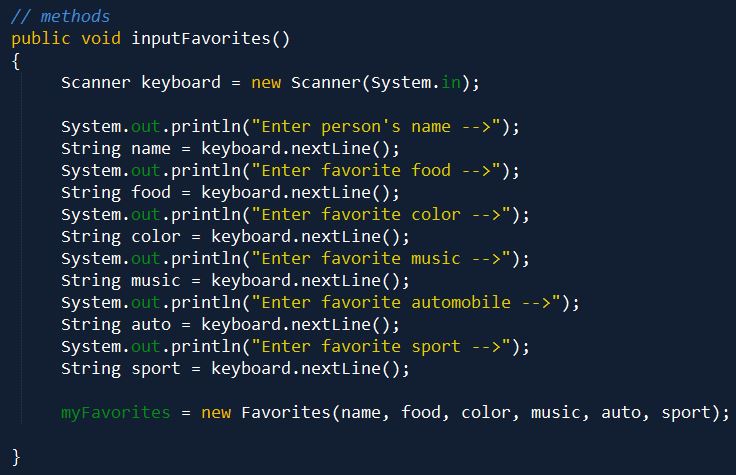 // methods
public void inputFavorites()
{
Scanner keyboard = new Scanner(System.in);
System.out.println("Enter person's name -->");
String name = keyboard.nextLine();
System.out.println("Enter favorite food -->");
String food = keyboard.nextLine();
System.out.println("Enter favorite color -->");
String color = keyboard.nextLine();
System.out.println("Enter favorite music -->");
String music = keyboard.nextLine();
System.out.println("Enter favorite automobile -->");
String auto = keyboard.nextLine();
System.out.println("Enter favorite sport -->");
String sport = keyboard.nextLine();
myFavorites = new Favorites(name, food, color, music, auto, sport);
}